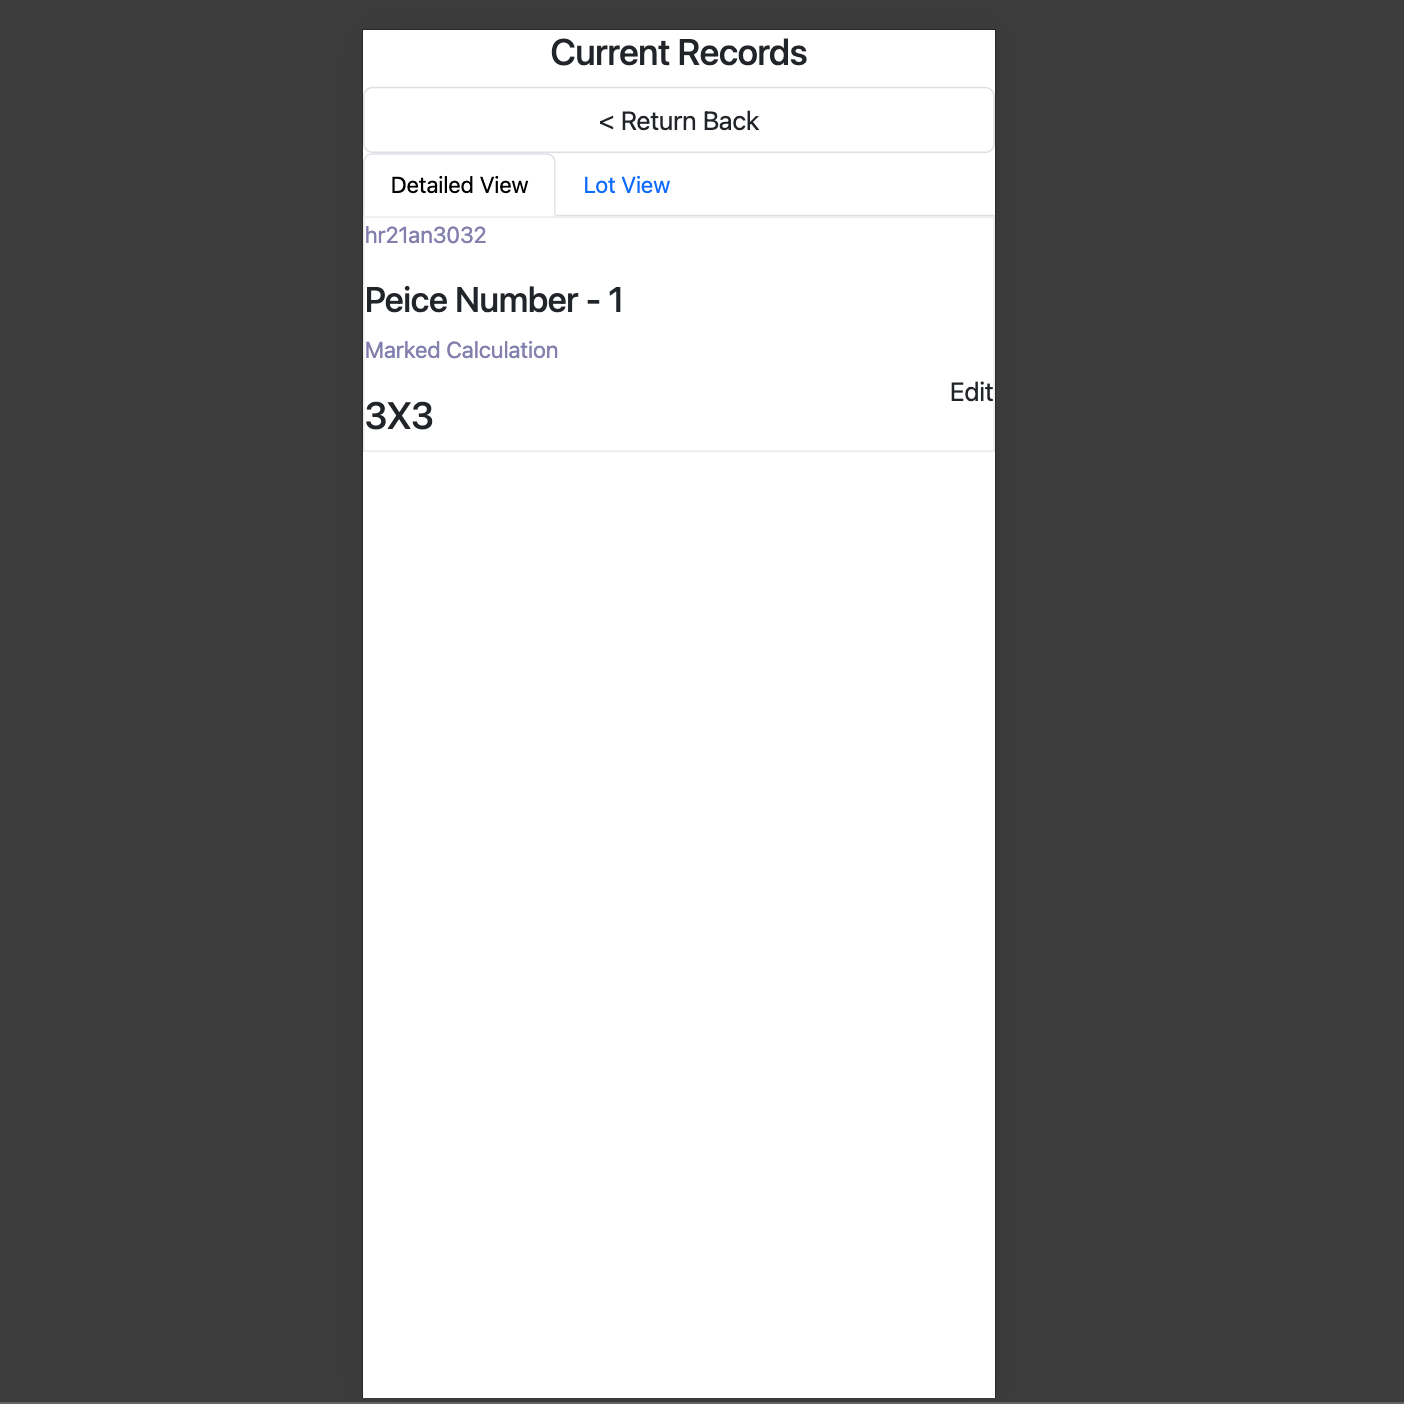 Current Records
< Return Back
Detailed View Lot View
hr21an3032
Peice Number - 1
Marked Calculation
Edit
3X3